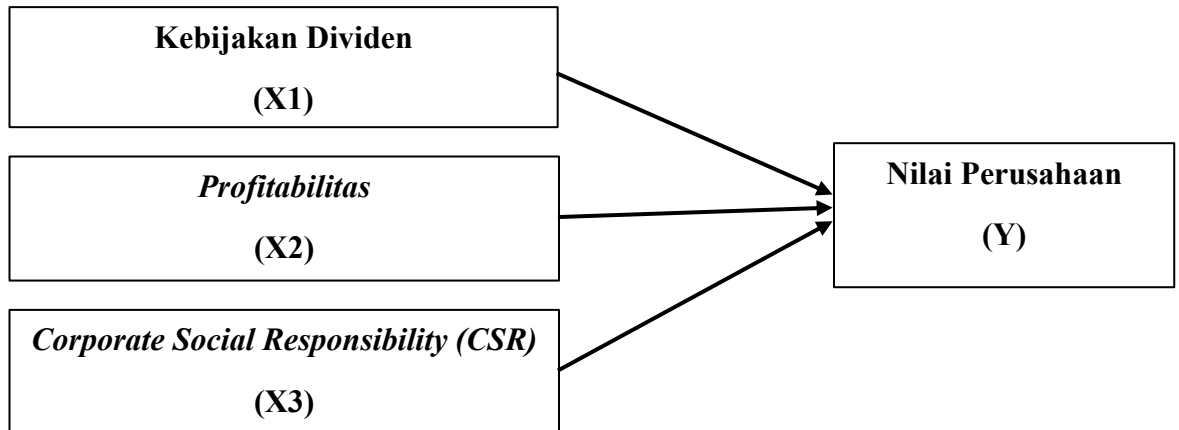 Kebijakan Dividen
(X1)
Profitabilitas
(X2)
Corporate Social Responsibility (CSR)
(X3)
Nilai Perusahaan
(Y)